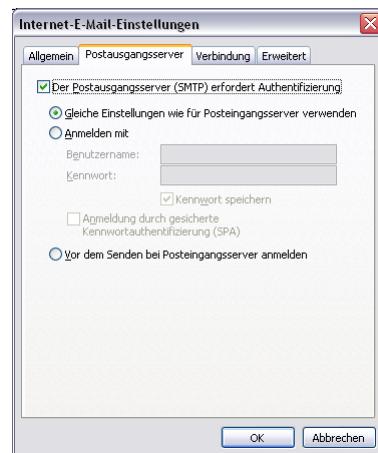 Internet-E-Mail-Einstellungen
Allgemein Postausgangsserver Verbindung Erweitert
Der Postausgangsserver (SMTP) erfordert Authentifizierung
Gleiche Einstellungen wie für Posteingangsserver verwenden
Anmelden mit
Benutzername:
Kennwort:
Kennwort speichern
Anmeldung durch gesicherte
Kennwortauthentifizierung (SPA)
Vor dem Senden bei Posteingangsserver anmelden
OK Abbrechen